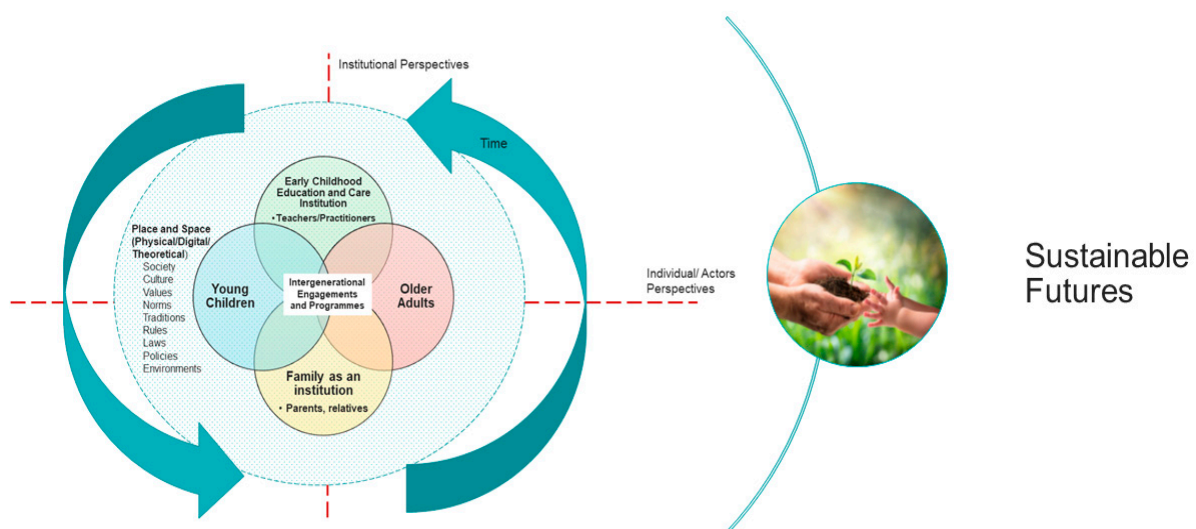 Institutional Perspectives
Time
Early Childhood
Education and Care
Institution
• Teachers/Practitioners
Place and Space
(Physical/Digital/
Theoretical)
Society
Culture
Values
Norms
Traditions
Rules
Laws
Policies
Environments
Young
Children
Intergenerational
Engagements
and Programmes
Older
Adults
Family as an
institution
• Parents, relatives
Individual/ Actors
Perspectives
Sustainable
Futures